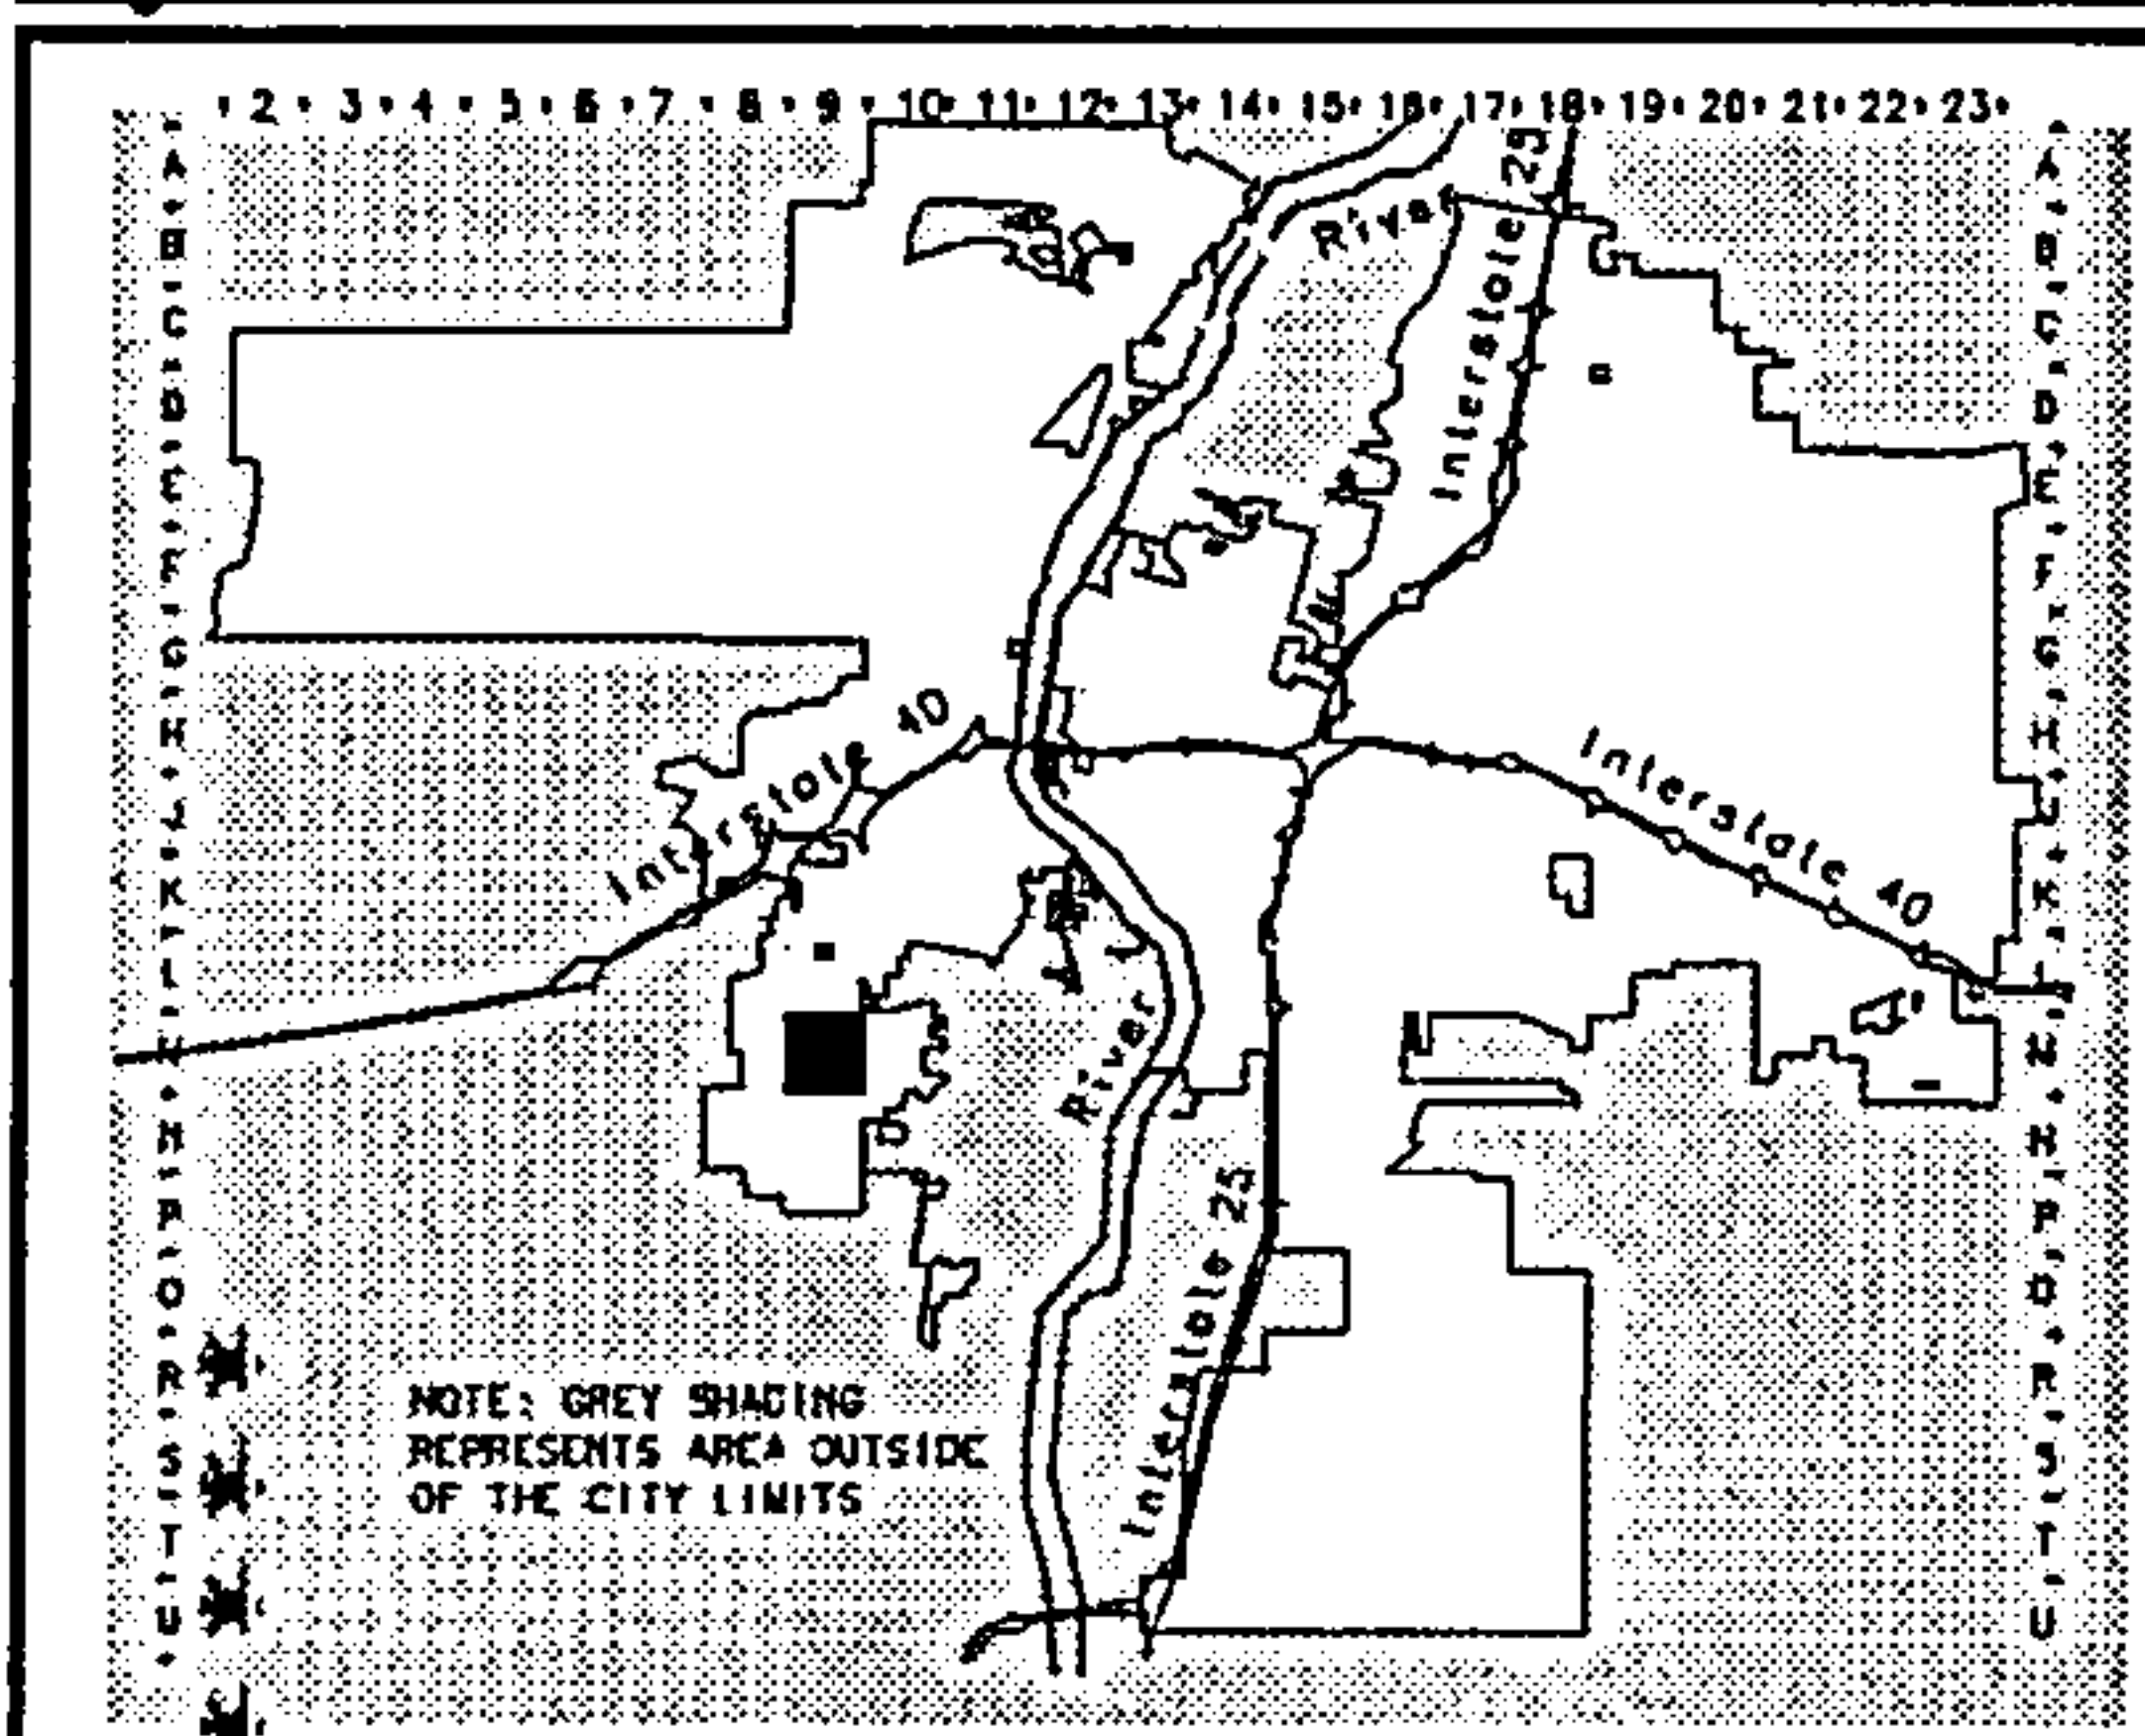 2 3 4 5 6 7 8 9 10 11 12 13 14 15 16 17 18 19 20 21 22 23
A
B
C
D
E
F
G
H
J
K
L
M
N
P
Q
R
S
T
U
River
Interstate 25
Interstate 40
Interstate 40
River
Interstate 25
NOTE: GREY SHADING
REPRESENTS AREA OUTSIDE
OF THE CITY LIMITS
A
B
C
D
E
F
G
H
J
K
L
M
N
P
Q
R
S
T
U